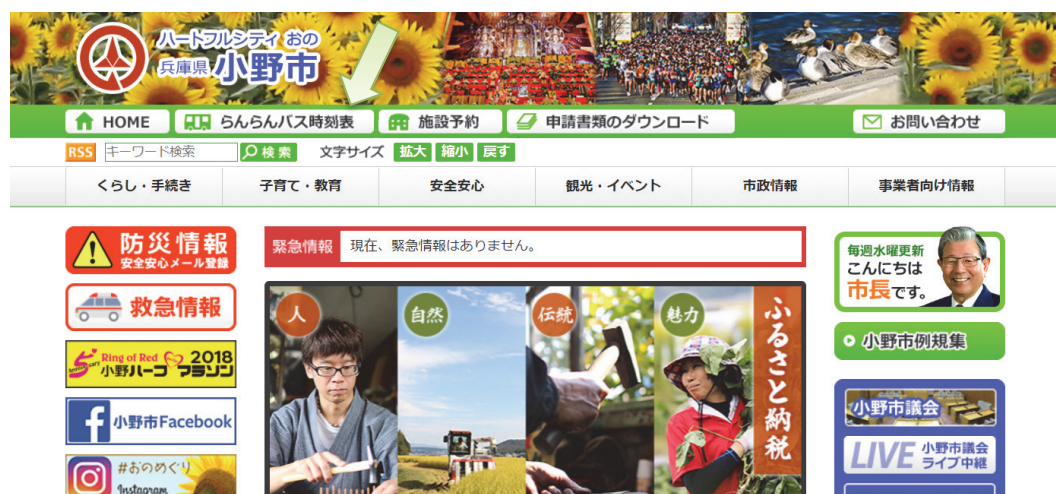 ハートフルシティ おの
兵庫県 小野市
HOME
らんらんバス時刻表
施設予約
申請書類のダウンロード
お問い合わせ
RSS キーワード検索 検索 文字サイズ 拡大 縮小 戻す
くらし・手続き 子育て・教育 安全安心 観光・イベント 市政情報 事業者向け情報
防災情報
安全安心メール登録
救急情報
Ring of Red 2018
小野ハーフマラソン
小野市Facebook
#おのめぐり
Instagram
緊急情報 現在、緊急情報はありません。
人
自然
伝統
魅力
ふるさと納税
毎週水曜更新
こんにちは
市長です。
小野市例規集
小野市議会
LIVE 小野市議会
ライブ中継